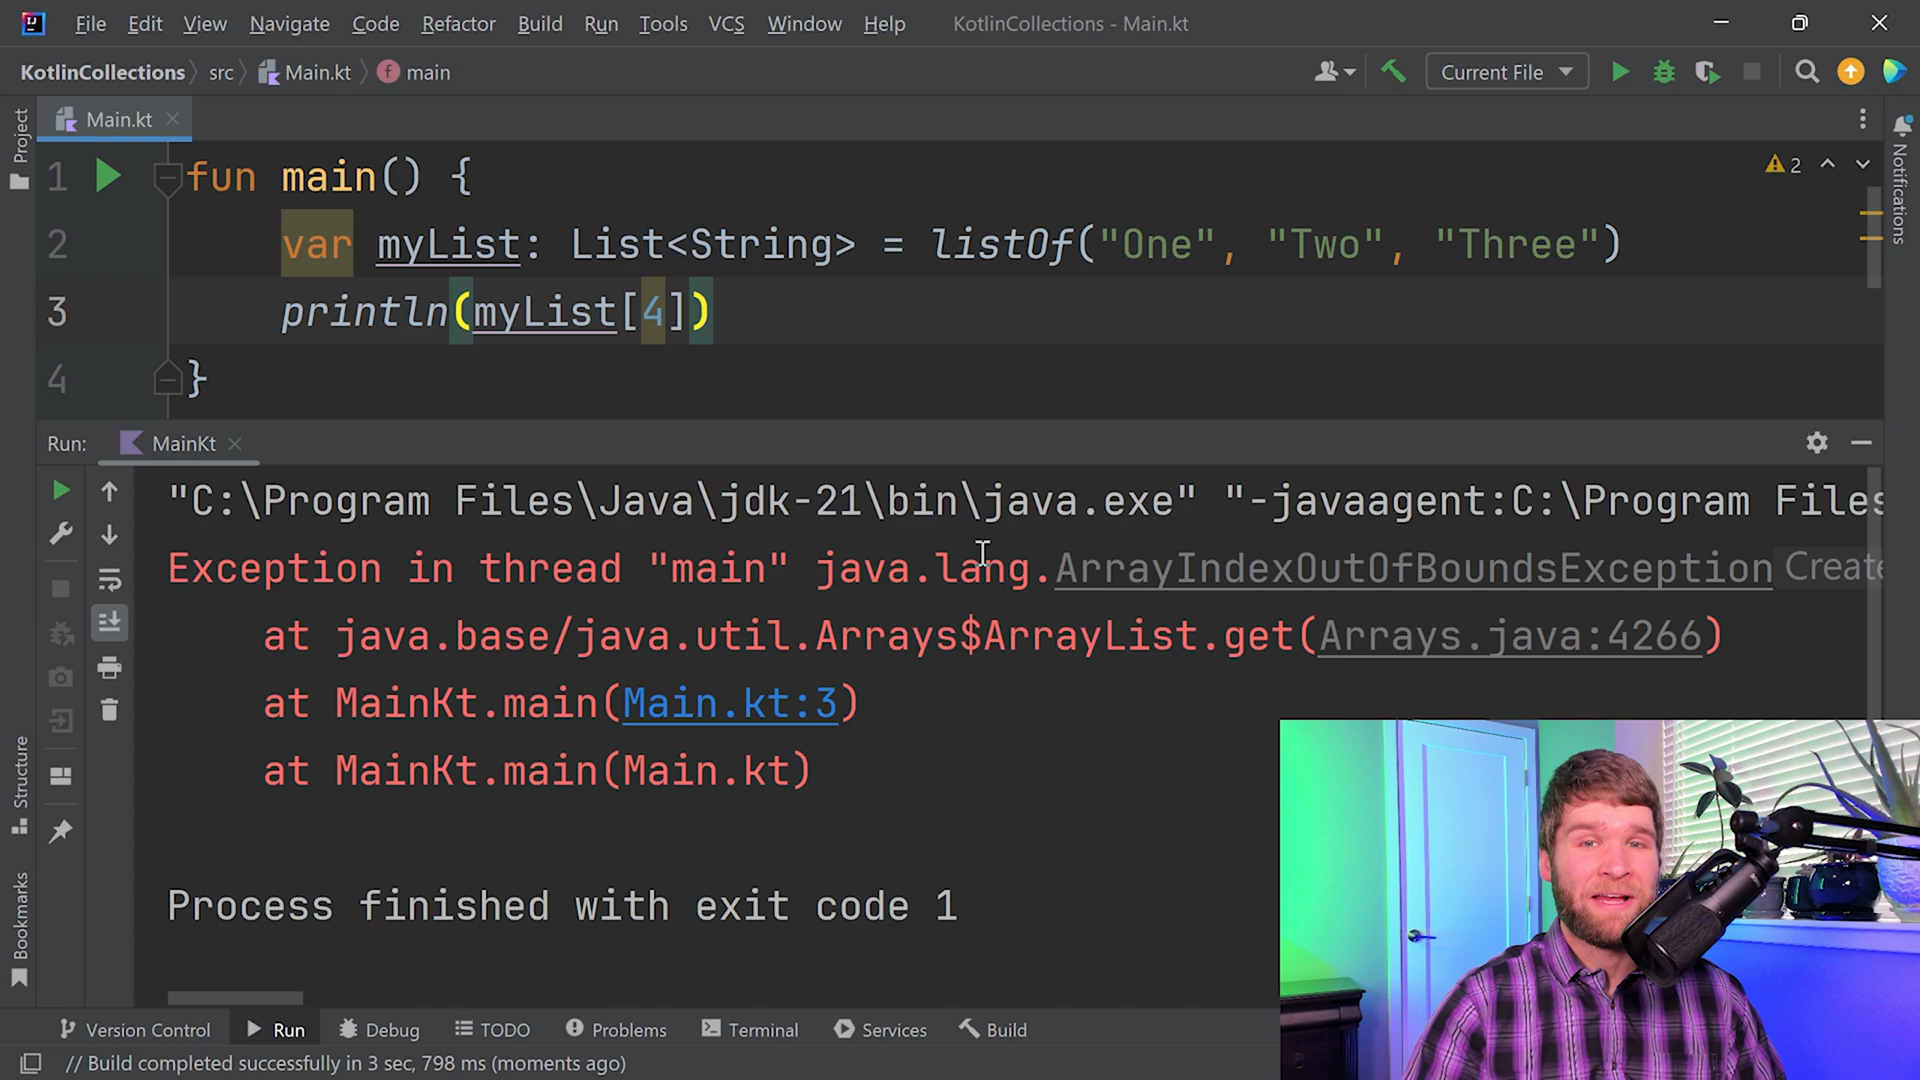 File Edit View Navigate Code Refactor Build Run Tools VCS Window Help KotlinCollections - Main.kt
KotlinCollections src Main.kt f main Current File
Project
Main.kt
Notifications
1 fun main() {
2 var myList: List<String> = listOf("One", "Two", "Three")
3 println(myList[4])
4 }
2
Run: MainKt
"C:\Program Files\Java\jdk-21\bin\java.exe" "-javaagent:C:\Program Files
Exception in thread "main" java.lang.ArrayIndexOutOfBoundsException Create
at java.base/java.util.Arrays$ArrayList.get(Arrays.java:4266)
at MainKt.main(Main.kt:3)
at MainKt.main(Main.kt)
Process finished with exit code 1
Structure
Bookmarks
Version Control Run Debug TODO Problems Terminal Services Build
// Build completed successfully in 3 sec, 798 ms (moments ago)